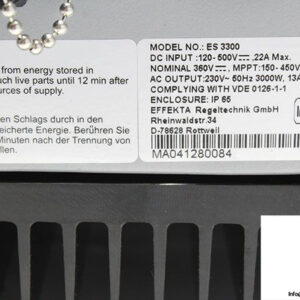 from energy stored in
uch live parts until 12 min after
urces of supply.
en Schlags durch in den
eicherte Energie. Berühren Sie
Minuten nach der Trennung von
MODEL NO.: ES 3300
DC INPUT :120- 500V 22A Max.
NOMINAL 360V MPPT:150- 450V
AC OUTPUT:230V~ 50Hz 3000W, 13A
COMPLYING WITH VDE 0126-1-1
ENCLOSURE: IP 65
EFFEKTA Regeltechnik GmbH
Rheinwaldstr.34
D-78628 Rottweil
MA041280084